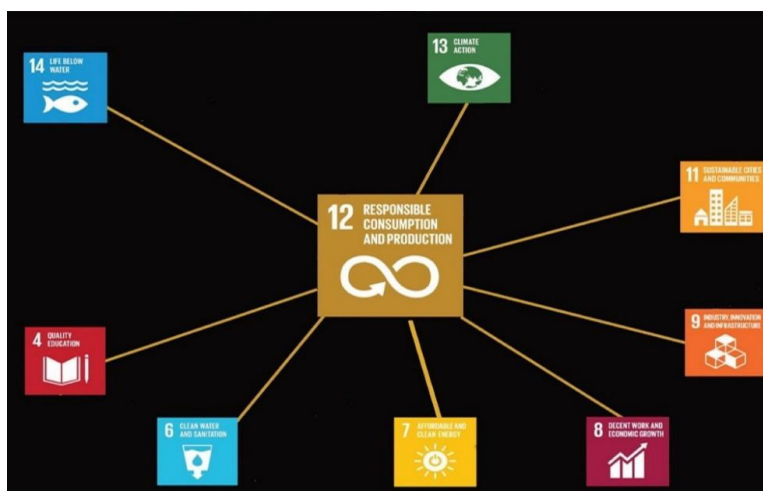 14 LIFE BELOW
WATER
13 CLIMATE
ACTION
11 SUSTAINABLE CITIES
AND COMMUNITIES
12 RESPONSIBLE
CONSUMPTION
AND PRODUCTION
9 INDUSTRY, INNOVATION
AND INFRASTRUCTURE
4 QUALITY
EDUCATION
6 CLEAN WATER
AND SANITATION
7 AFFORDABLE AND
CLEAN ENERGY
8 DECENT WORK AND
ECONOMIC GROWTH